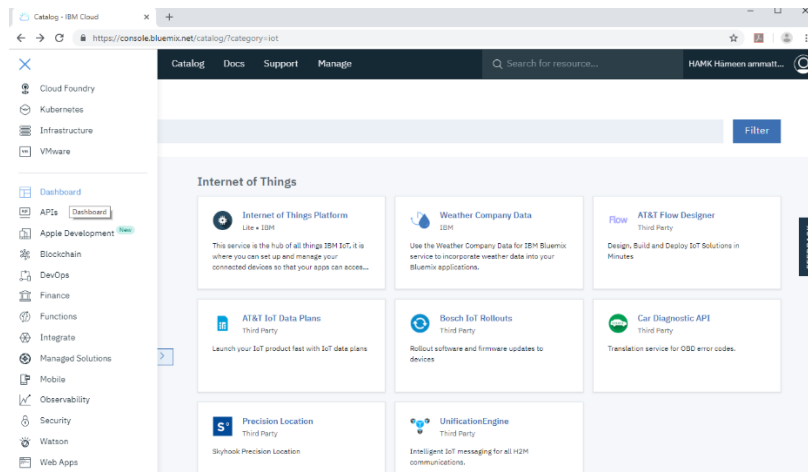 Catalog - IBM Cloud
https://console.bluemix.net/catalog/?category=iot
Catalog Docs Support Manage
Search for resource...
HAMK Hämeen ammatt...
Cloud Foundry
Kubernetes
Infrastructure
VMware
Dashboard
APIs
Dashboard
Apple Development New
Blockchain
DevOps
Finance
Functions
Integrate
Managed Solutions
Mobile
Observability
Security
Watson
Web Apps
Filter
Internet of Things
Internet of Things Platform
Lite • IBM
This service is the hub of all things IBM IoT, it is
where you can set up and manage your
connected devices so that your apps can acces...
Weather Company Data
IBM
Use the Weather Company Data for IBM Bluemix
service to incorporate weather data into your
Bluemix applications.
Flow
AT&T Flow Designer
Third Party
Design, Build and Deploy IoT Solutions in
Minutes
AT&T IoT Data Plans
Third Party
Launch your IoT product fast with IoT data plans
Bosch IoT Rollouts
Third Party
Rollout software and firmware updates to
devices
Car Diagnostic API
Third Party
Translation service for OBD error codes.
Precision Location
Third Party
Skyhook Precision Location
UnificationEngine
Third Party
Intelligent IoT messaging for all H2M
communications.